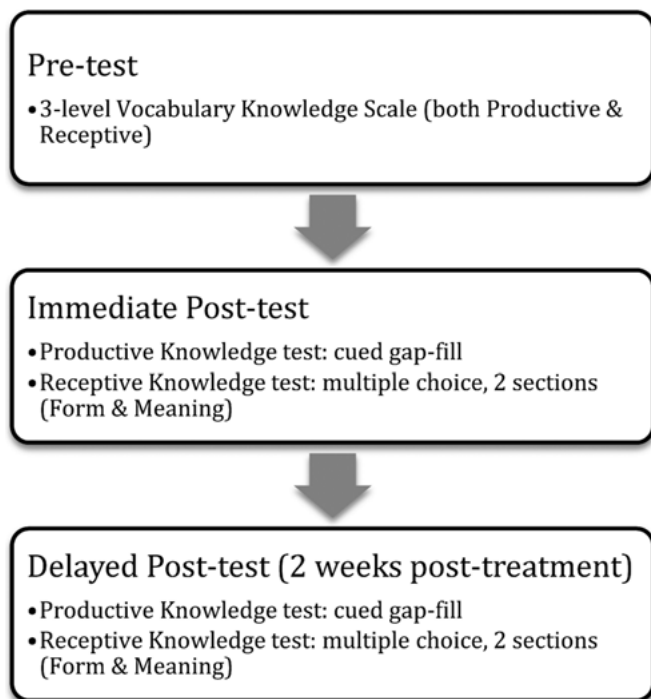 Pre-test
•3-level Vocabulary Knowledge Scale (both Productive &
Receptive)
Immediate Post-test
•Productive Knowledge test: cued gap-fill
•Receptive Knowledge test: multiple choice, 2 sections
(Form & Meaning)
Delayed Post-test (2 weeks post-treatment)
•Productive Knowledge test: cued gap-fill
•Receptive Knowledge test: multiple choice, 2 sections
(Form & Meaning)